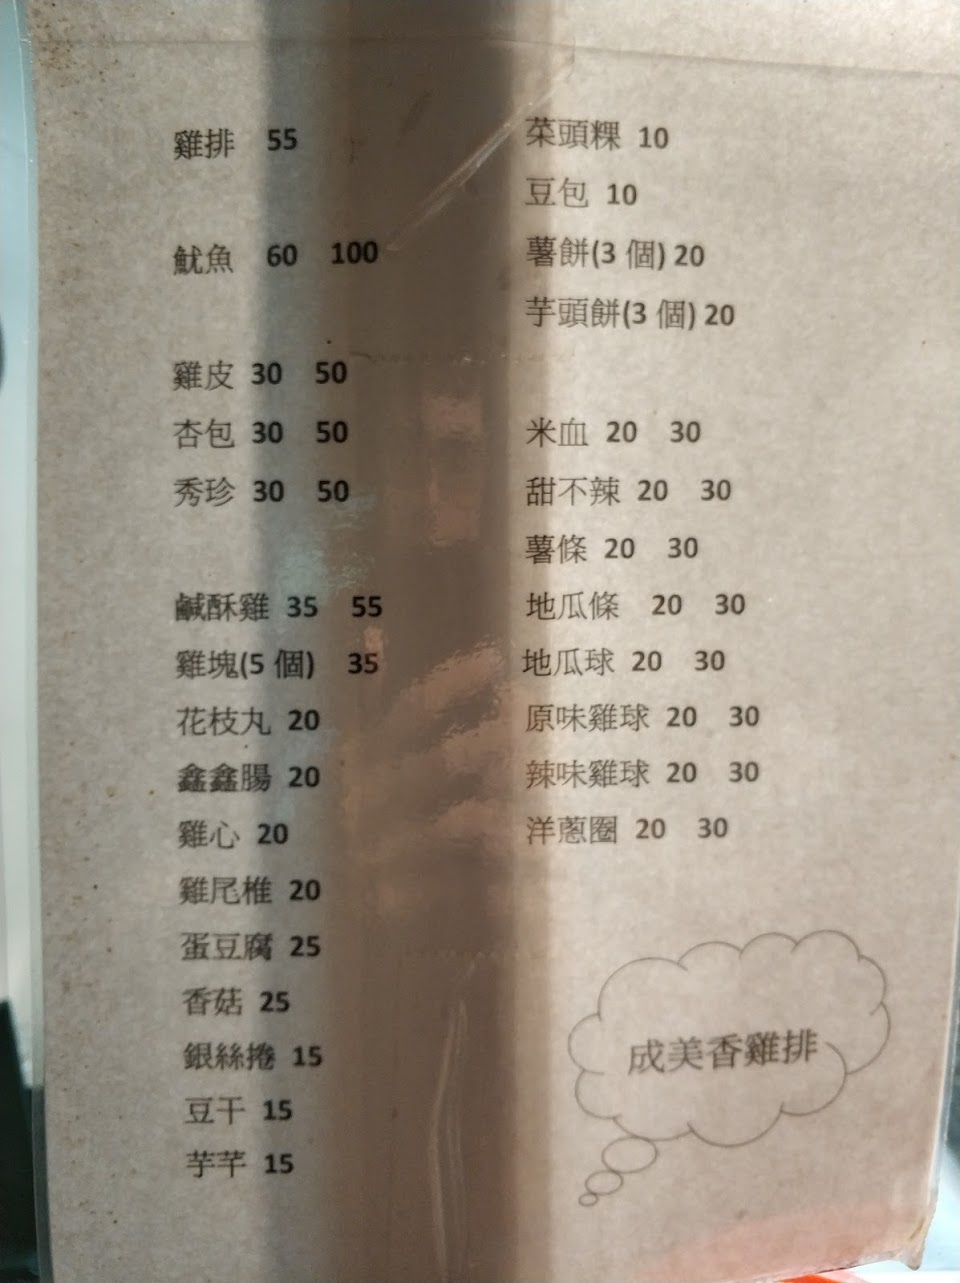 雞排 55
魷魚 60 100
雞皮 30 50
杏包 30 50
秀珍 30 50
鹹酥雞 35 55
雞塊(5 個) 35
花枝丸 20
鑫鑫腸 20
雞心 20
雞尾椎 20
蛋豆腐 25
香菇 25
銀絲捲 15
豆干 15
芋芊 15
菜頭粿 10
豆包 10
薯餅(3 個) 20
芋頭餅(3 個) 20
米血 20 30
甜不辣 20 30
薯條 20 30
地瓜條 20 30
地瓜球 20 30
原味雞球 20 30
辣味雞球 20 30
洋蔥圈 20 30
成美香雞排